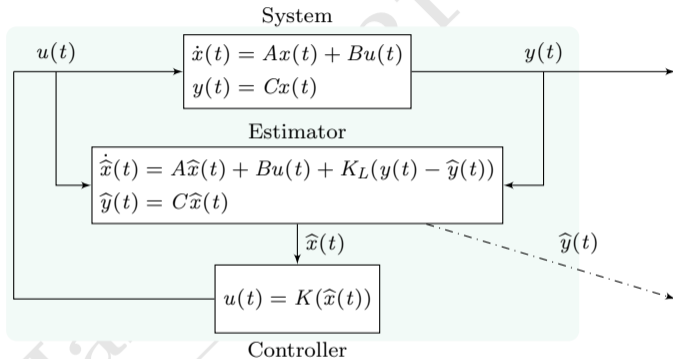 System
u(t)
ẋ(t) = Ax(t) + Bu(t)
y(t) = Cx(t)
y(t)
Estimator
x̂̇(t) = Ax̂(t) + Bu(t) + K_L(y(t) − ŷ(t))
ŷ(t) = Cx̂(t)
x̂(t)
ŷ(t)
u(t) = K(x̂(t))
Controller